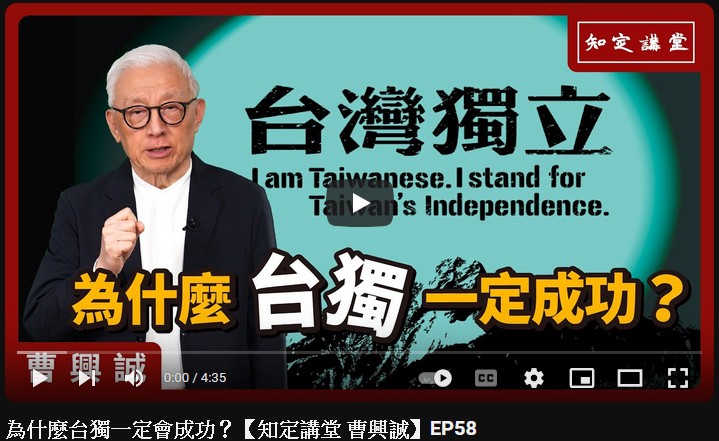 知定講堂
台灣獨立
I am Taiwanese. I stand for
Taiwan's Independence.
為什麼台獨一定成功？
曹興誠
0:00 / 4:35
CC
為什麼台獨一定會成功？【知定講堂 曹興誠】EP58